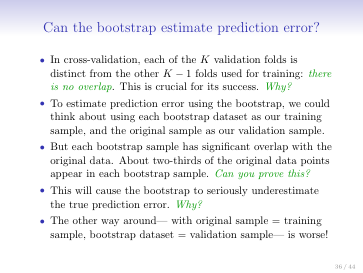 Can the bootstrap estimate prediction error?
• In cross-validation, each of the K validation folds is
distinct from the other K − 1 folds used for training: there
is no overlap. This is crucial for its success. Why?
• To estimate prediction error using the bootstrap, we could
think about using each bootstrap dataset as our training
sample, and the original sample as our validation sample.
• But each bootstrap sample has significant overlap with the
original data. About two-thirds of the original data points
appear in each bootstrap sample. Can you prove this?
• This will cause the bootstrap to seriously underestimate
the true prediction error. Why?
• The other way around— with original sample = training
sample, bootstrap dataset = validation sample— is worse!
36 / 44